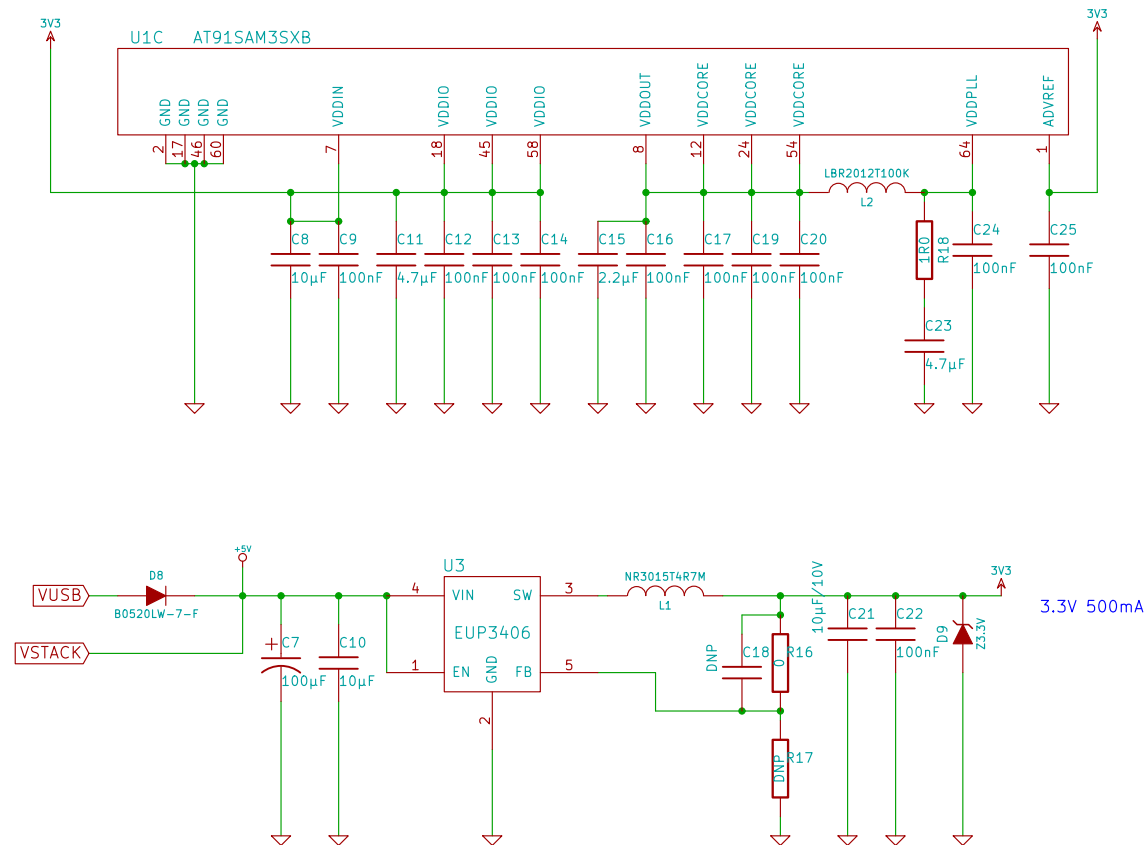 3V3
3V3
U1C AT91SAM3SXB
GND
GND
GND
GND
VDDIN
VDDIO
VDDIO
VDDIO
VDDOUT
VDDCORE
VDDCORE
VDDCORE
VDDPLL
ADVREF
2
17
46
60
7
18
45
58
8
12
24
54
64
1
LBR2012T100K
L2
C8
10µF
C9
100nF
C11
4.7µF
C12
100nF
C13
100nF
C14
100nF
C15
2.2µF
C16
100nF
C17
100nF
C19
100nF
C20
100nF
1R0
R18
C24
100nF
C25
100nF
C23
4.7µF
+5V
D8
VUSB
B0520LW-7-F
VSTACK
C7
+
100µF
C10
10µF
U3
4
VIN
SW
3
EUP3406
1
EN
GND
FB
5
2
NR3015T4R7M
L1
DNP
C18
0
R16
DNP
R17
10µF/10V
C21
C22
100nF
D9
Z3.3V
3V3
3.3V 500mA